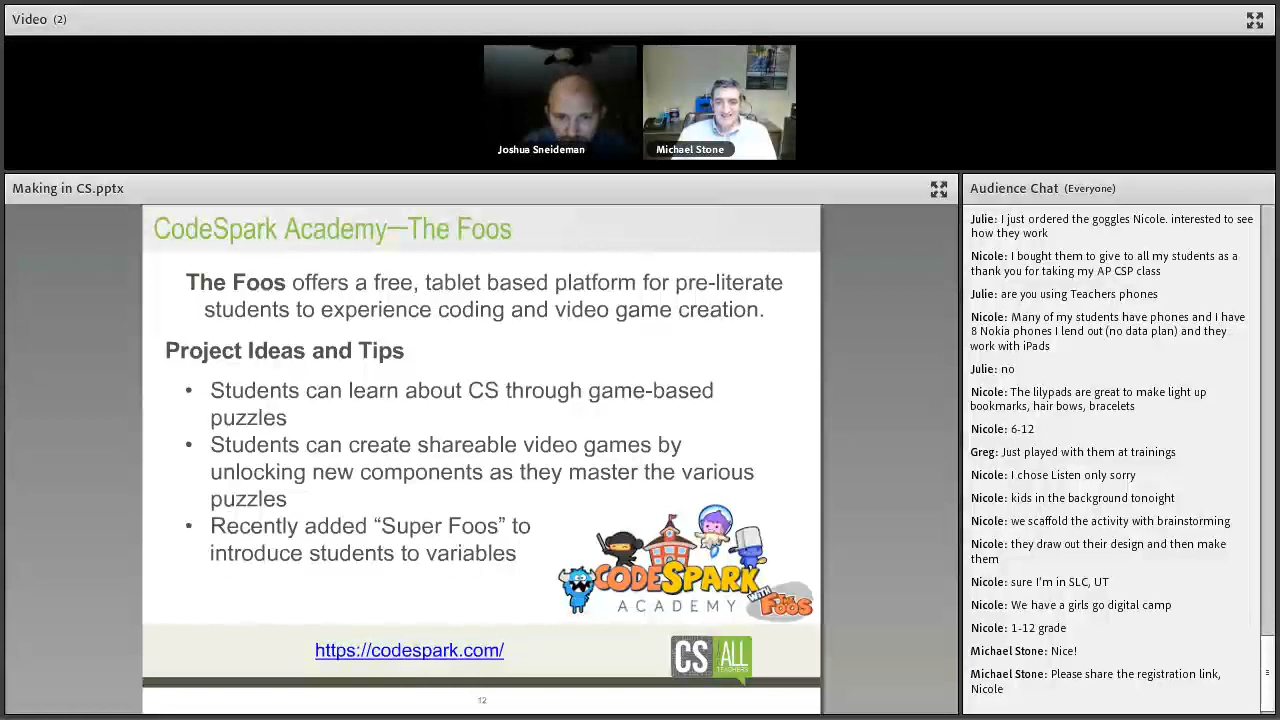 Video (2)
Joshua Sneideman
Michael Stone
Making in CS.pptx
CodeSpark Academy—The Foos
The Foos offers a free, tablet based platform for pre-literate
students to experience coding and video game creation.
Project Ideas and Tips
• Students can learn about CS through game-based
puzzles
• Students can create shareable video games by
unlocking new components as they master the various
puzzles
• Recently added “Super Foos” to
introduce students to variables
CODESPARK
ACADEMY
WITH
The Foos
https://codespark.com/
CS ALL
TEACHERS
12
Audience Chat (Everyone)
Julie: I just ordered the goggles Nicole. interested to see
how they work
Nicole: I bought them to give to all my students as a
thank you for taking my AP CSP class
Julie: are you using Teachers phones
Nicole: Many of my students have phones and I have
8 Nokia phones I lend out (no data plan) and they
work with iPads
Julie: no
Nicole: The lilypads are great to make light up
bookmarks, hair bows, bracelets
Nicole: 6-12
Greg: Just played with them at trainings
Nicole: I chose Listen only sorry
Nicole: kids in the background tonoight
Nicole: we scaffold the activity with brainstorming
Nicole: they draw out their design and then make
them
Nicole: sure I'm in SLC, UT
Nicole: We have a girls go digital camp
Nicole: 1-12 grade
Michael Stone: Nice!
Michael Stone: Please share the registration link,
Nicole